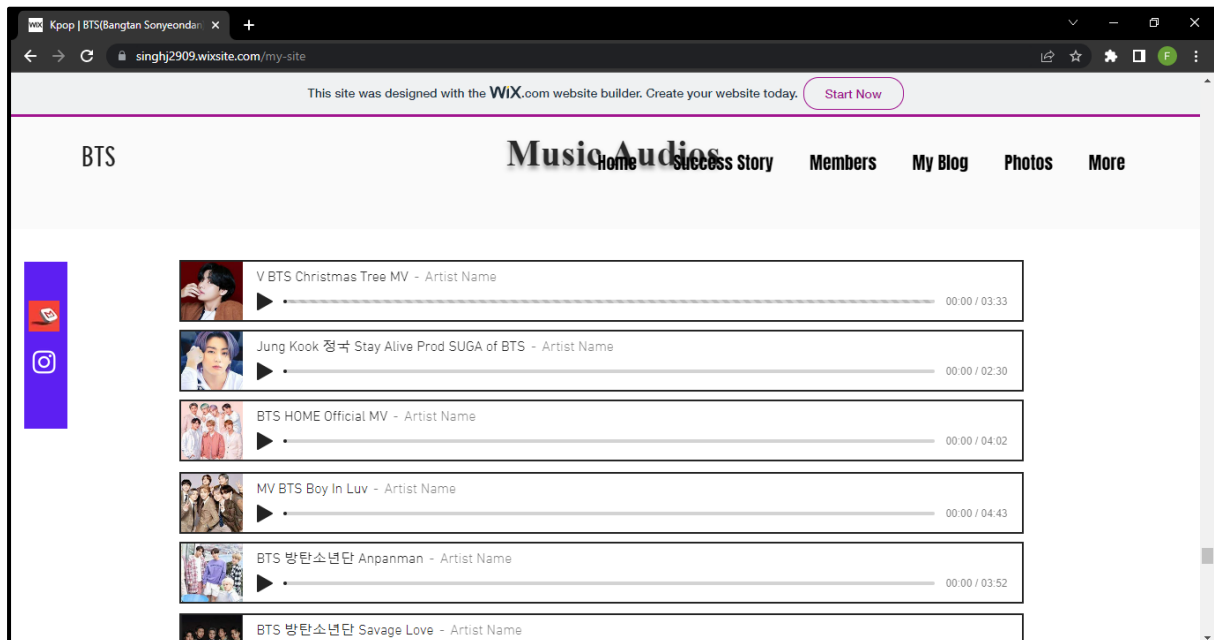 WiX Kpop | BTS(Bangtan Sonyeondan
singhj2909.wixsite.com/my-site
F
This site was designed with the WiX.com website builder. Create your website today. Start Now
BTS
Music Audios
Home Success Story Members My Blog Photos More
V BTS Christmas Tree MV - Artist Name
00:00 / 03:33
Jung Kook 정국 Stay Alive Prod SUGA of BTS - Artist Name
00:00 / 02:30
BTS HOME Official MV - Artist Name
00:00 / 04:02
MV BTS Boy In Luv - Artist Name
00:00 / 04:43
BTS 방탄소년단 Anpanman - Artist Name
00:00 / 03:52
BTS 방탄소년단 Savage Love - Artist Name